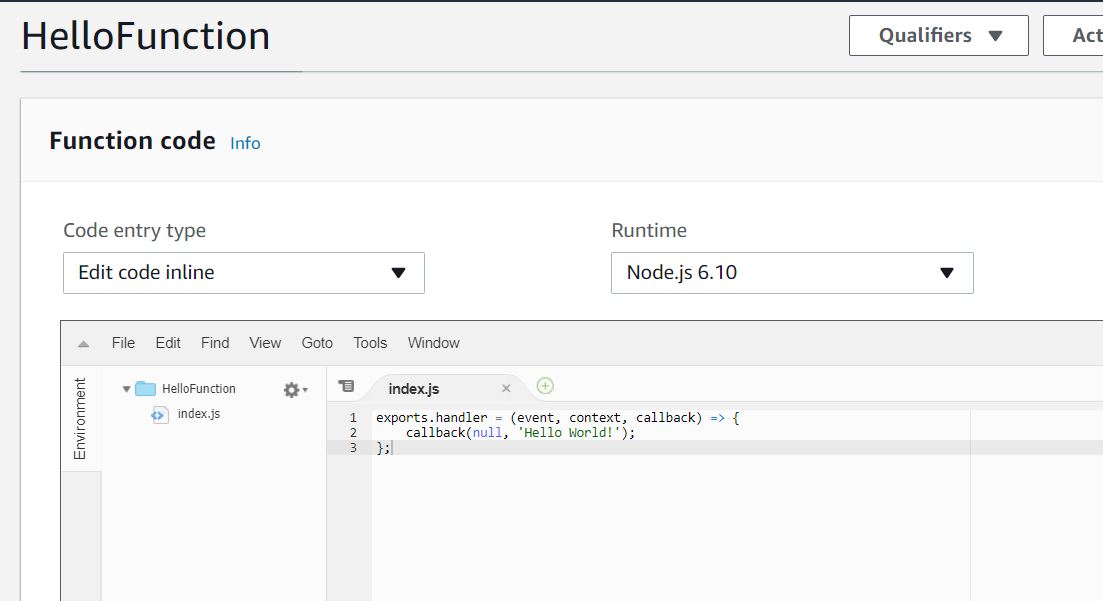 HelloFunction
Qualifiers
Act
Function code Info
Code entry type
Runtime
Edit code inline
Node.js 6.10
File Edit Find View Goto Tools Window
Environment
HelloFunction
index.js
index.js
1 exports.handler = (event, context, callback) => {
2     callback(null, 'Hello World!');
3 };